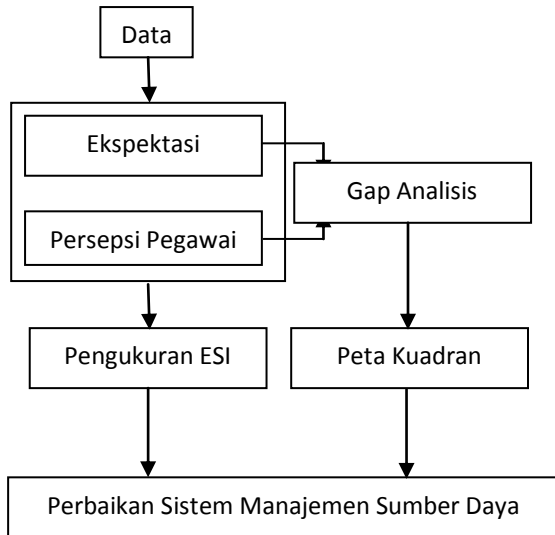 Data
Ekspektasi
Gap Analisis
Persepsi Pegawai
Pengukuran ESI
Peta Kuadran
Perbaikan Sistem Manajemen Sumber Daya